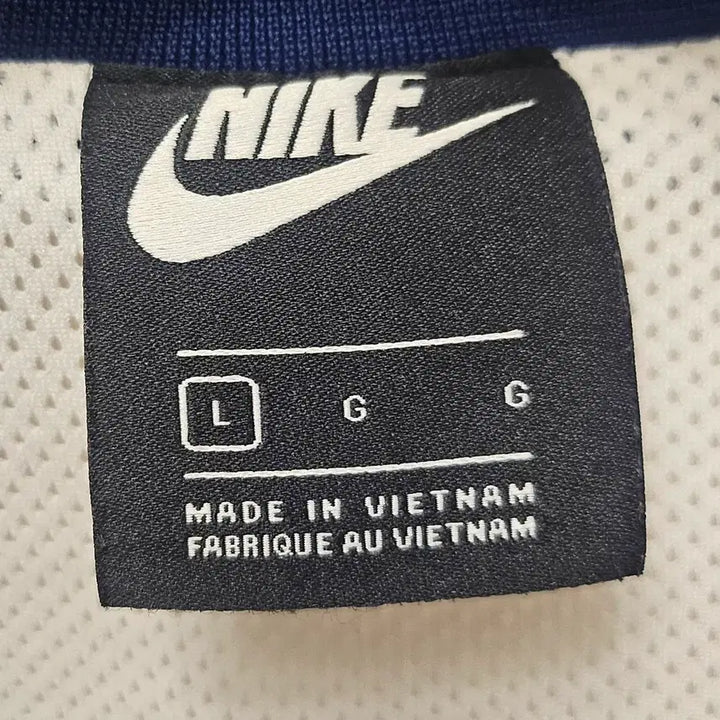 NIKE
L G G
MADE IN VIETNAM
FABRIQUE AU VIETNAM